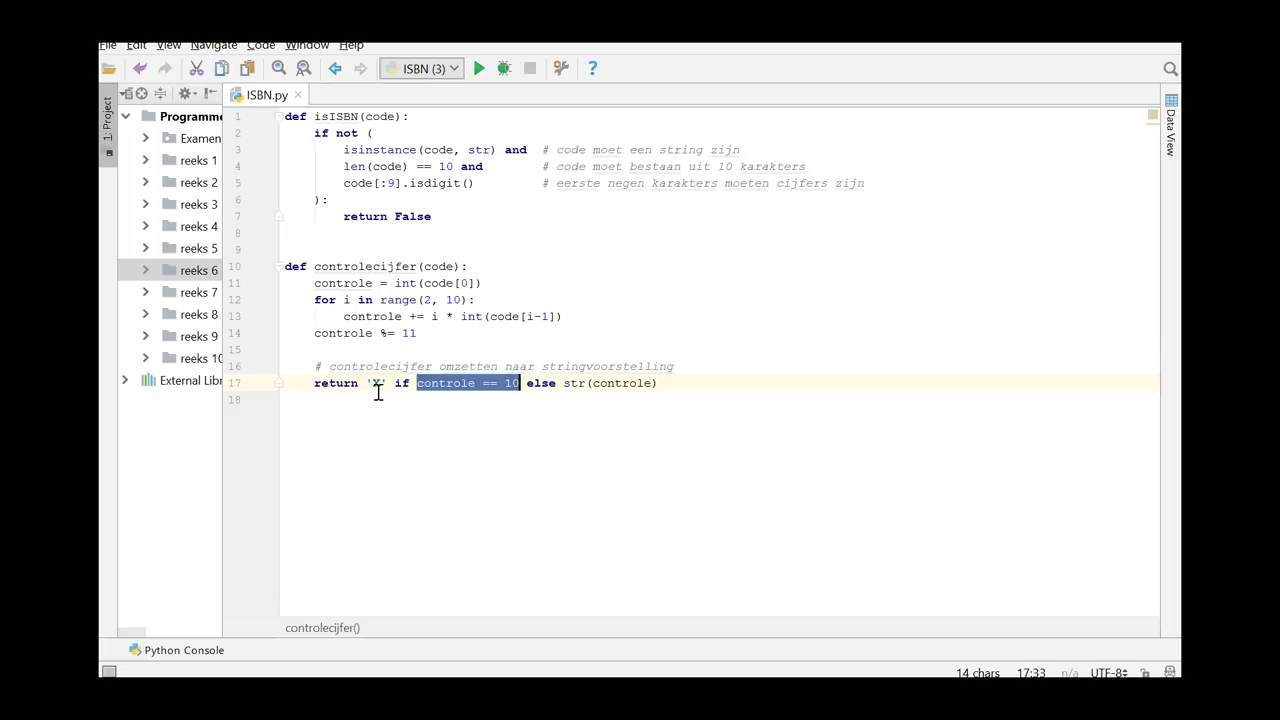 File Edit View Navigate Code Window Help
ISBN (3)
1: Project
ISBN.py
Data View
Programme
Examen
reeks 1
reeks 2
reeks 3
reeks 4
reeks 5
reeks 6
reeks 7
reeks 8
reeks 9
reeks 10
External Libr
1 def isISBN(code):
2 if not (
3 isinstance(code, str) and # code moet een string zijn
4 len(code) == 10 and # code moet bestaan uit 10 karakters
5 code[:9].isdigit() # eerste negen karakters moeten cijfers zijn
6 ):
7 return False
8
9
10 def controlecijfer(code):
11 controle = int(code[0])
12 for i in range(2, 10):
13 controle += i * int(code[i-1])
14 controle %= 11
15
16 # controlecijfer omzetten naar stringvoorstelling
17 return 'X' if controle == 10 else str(controle)
18
controlecijfer()
Python Console
14 chars 17:33 n/a UTF-8